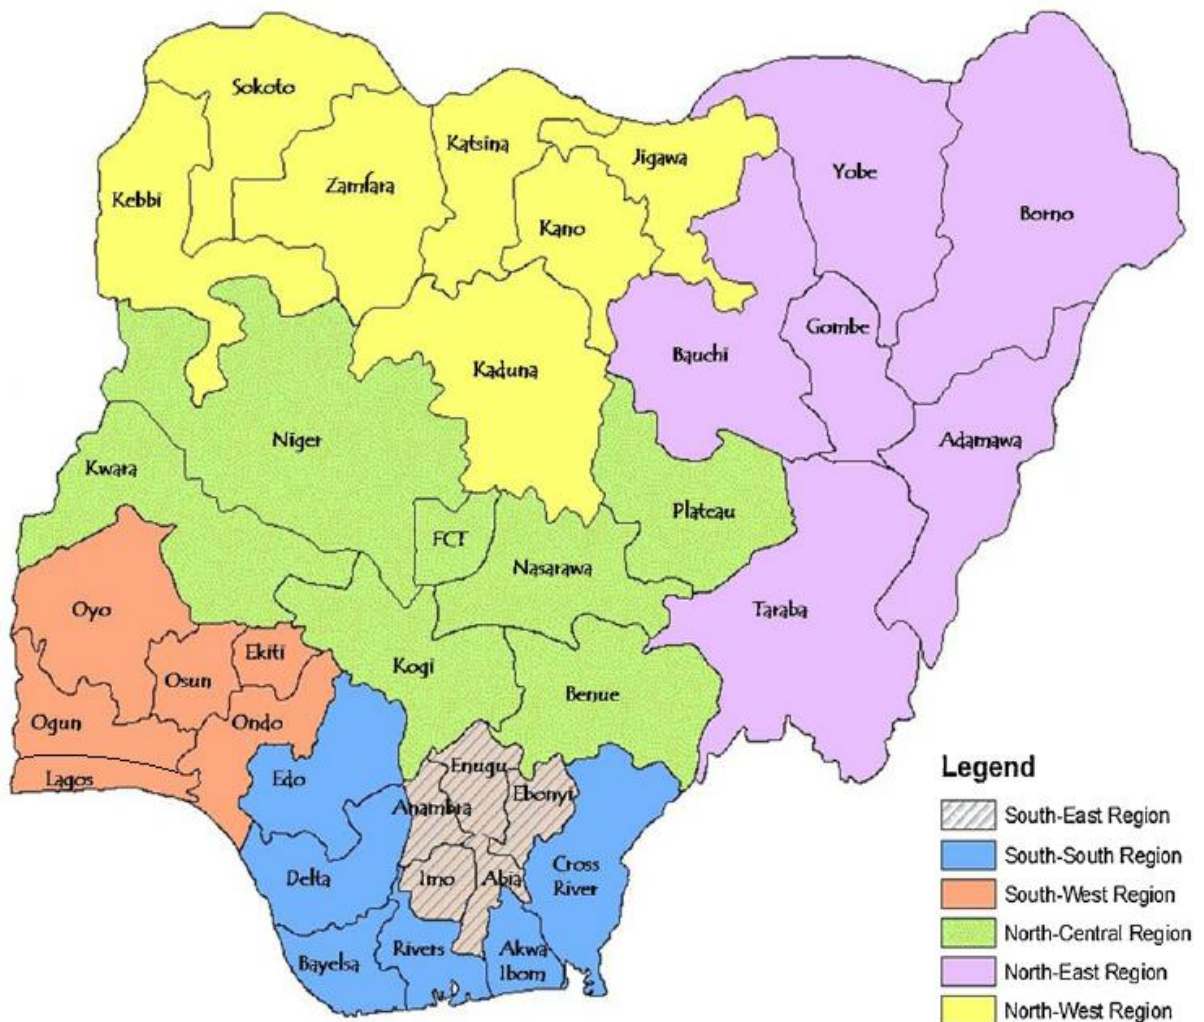 Sokoto
Katsina
Jigawa
Yobe
Zamfara
Kebbi
Kano
Borno
Gombe
Bauchi
Kaduna
Niger
Adamawa
Kwara
Plateau
FCT
Nasarawa
Oyo
Taraba
Ekiti
Kogi
Osun
Benue
Ogun
Ondo
Lagos
Edo
Enugu
Ebonyi
Anambra
Cross
River
Delta
Imo
Abia
Rivers
Akwa
Ibom
Bayelsa
Legend
South-East Region
South-South Region
South-West Region
North-Central Region
North-East Region
North-West Region